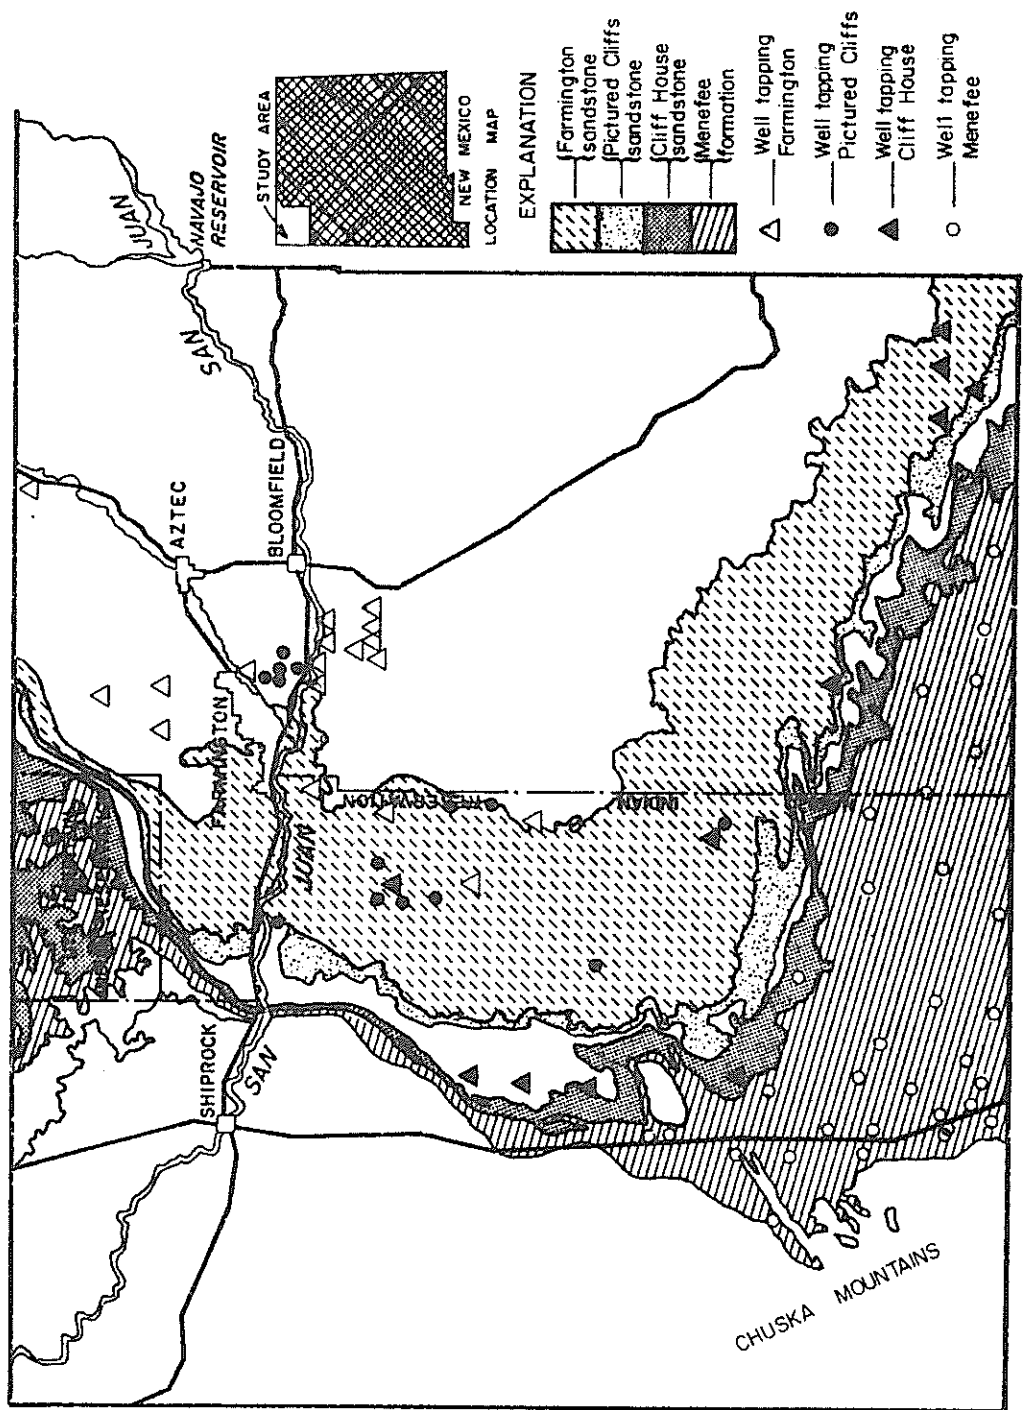 JUAN
NAVAJO
RESERVOIR
SAN
AZTEC
BLOOMFIELD
FARMINGTON
JUAN
RESERVATION
INDIAN
SHIPROCK
SAN
CHUSKA MOUNTAINS
STUDY AREA
NEW MEXICO
LOCATION MAP
EXPLANATION
Farmington
sandstone
Pictured Cliffs
sandstone
Cliff House
sandstone
Menefee
formation
Well tapping
Farmington
Well tapping
Pictured Cliffs
Well tapping
Cliff House
Well tapping
Menefee